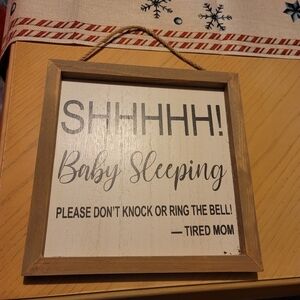 SHHHHH!
Baby Sleeping
PLEASE DON'T KNOCK OR RING THE BELL!
— TIRED MOM